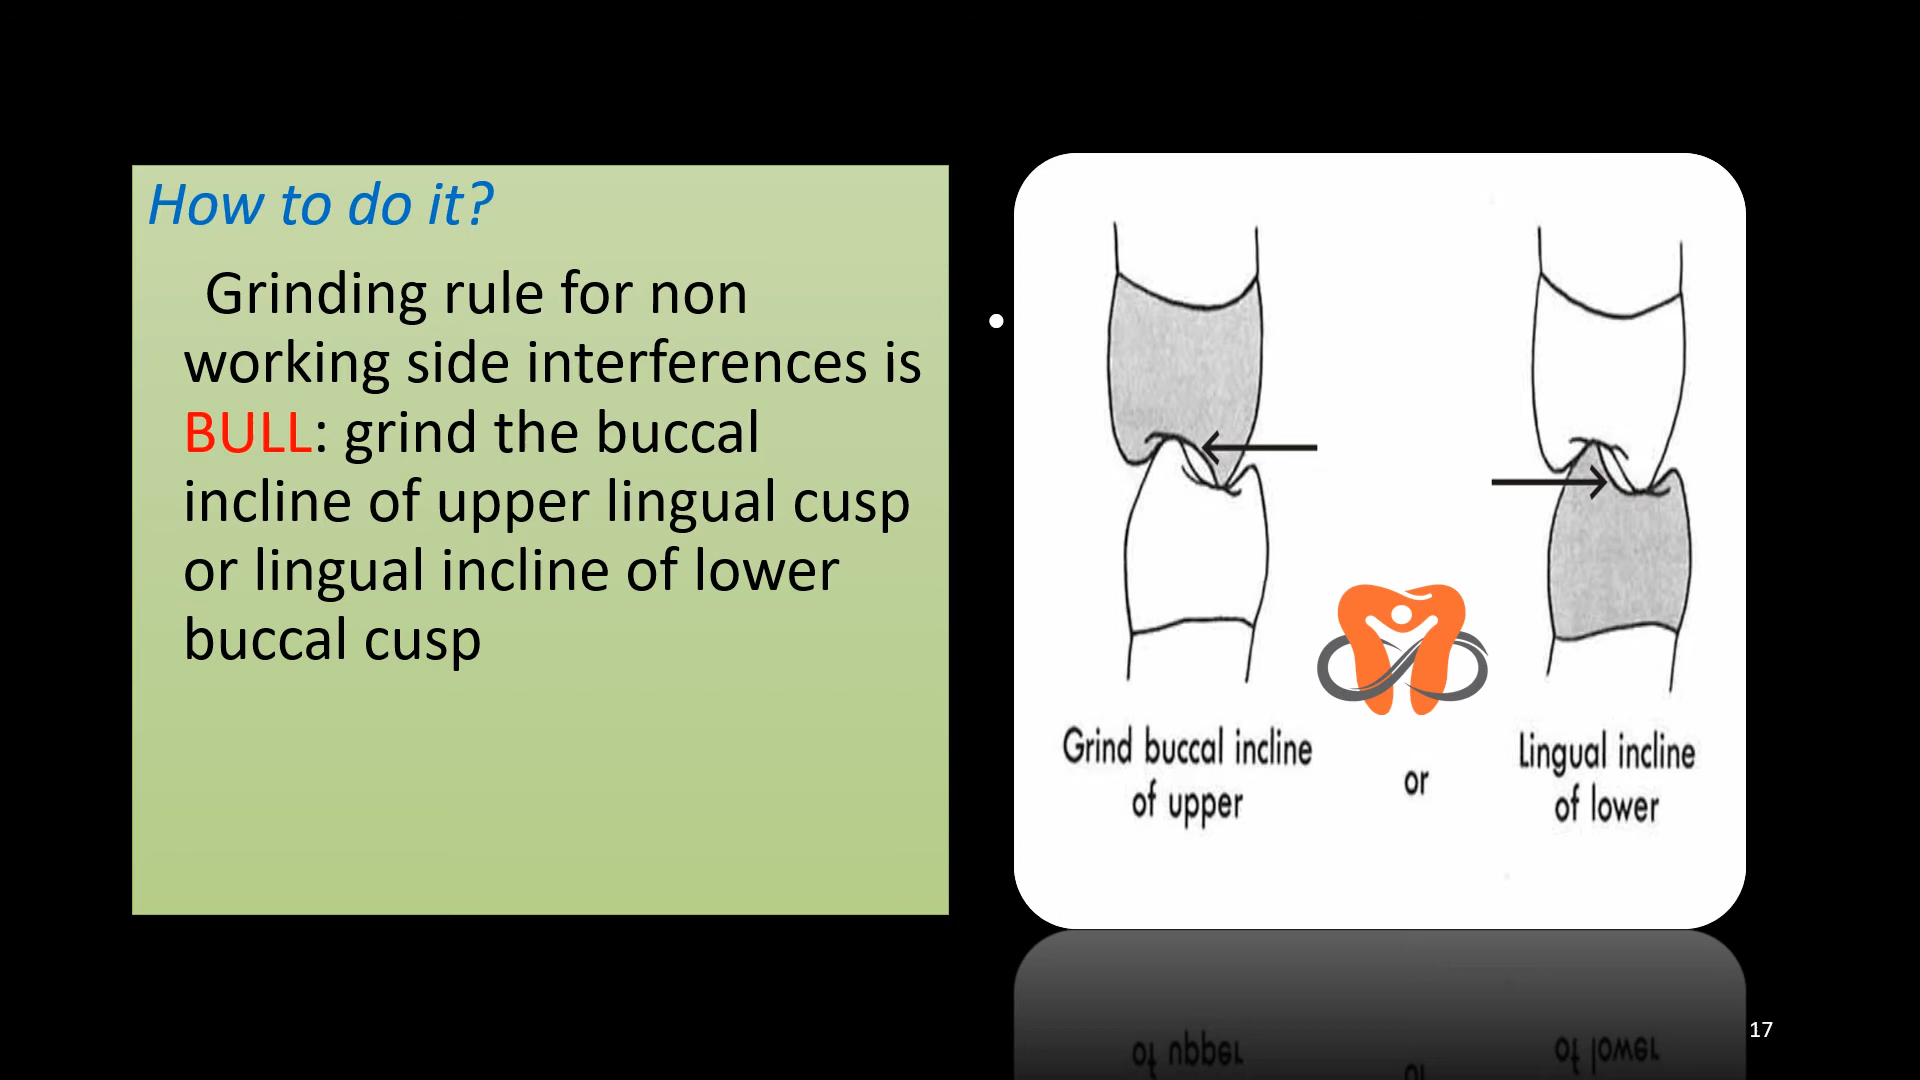 How to do it?
Grinding rule for non
working side interferences is
BULL: grind the buccal
incline of upper lingual cusp
or lingual incline of lower
buccal cusp
Grind buccal incline
of upper
or
Lingual incline
of lower
17